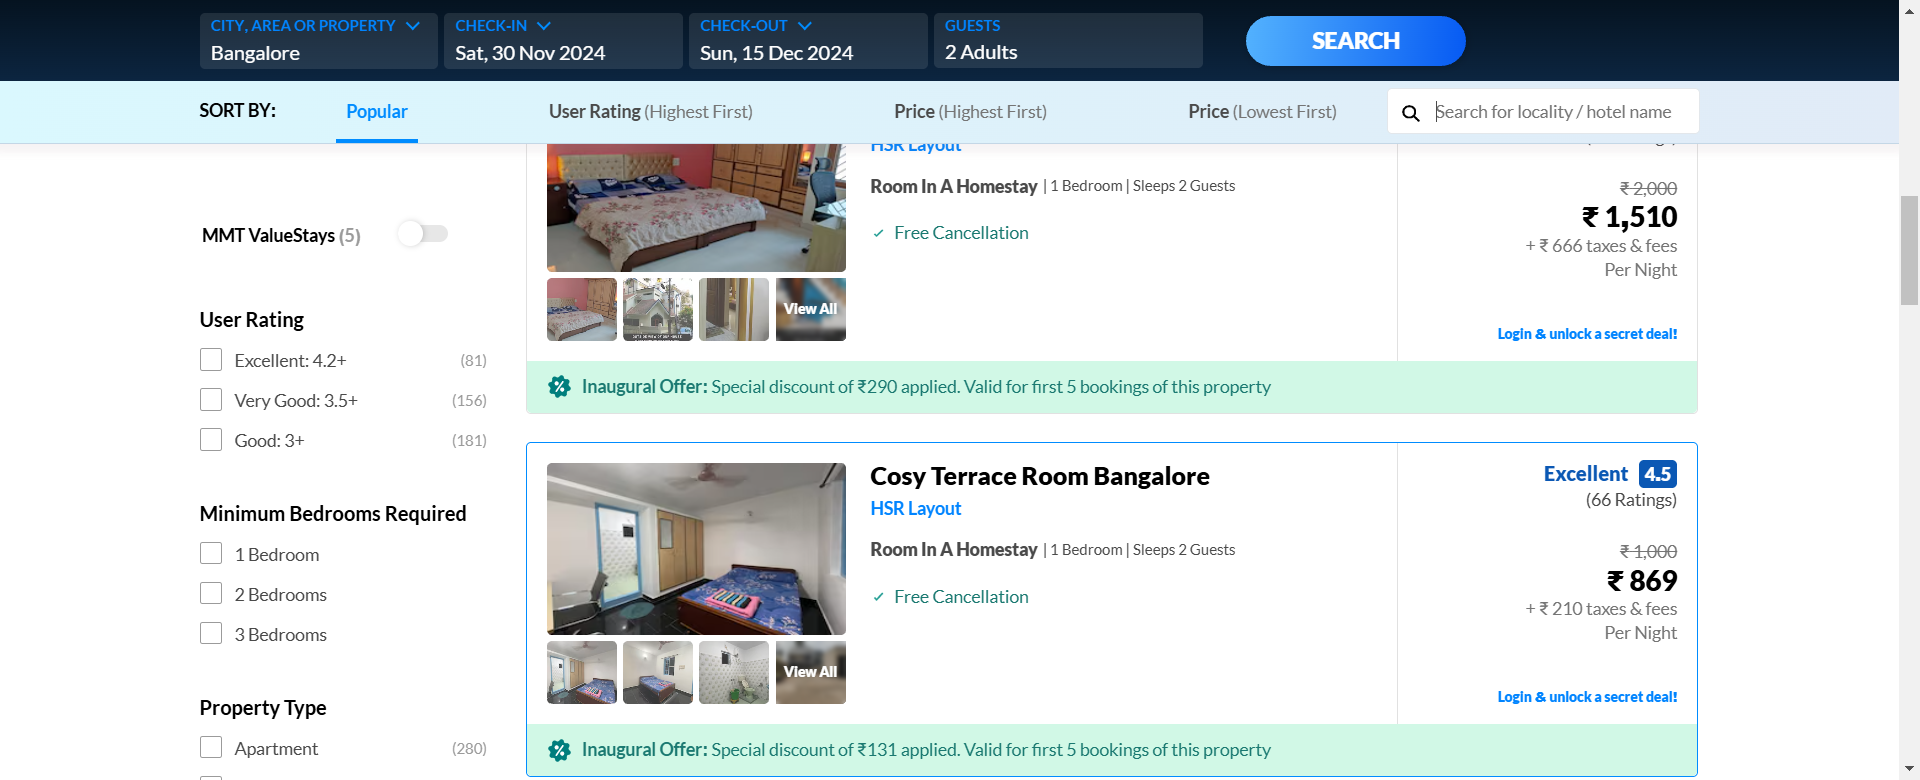 CITY, AREA OR PROPERTY
Bangalore
CHECK-IN
Sat, 30 Nov 2024
CHECK-OUT
Sun, 15 Dec 2024
GUESTS
2 Adults
SEARCH
SORT BY:
Popular
User Rating (Highest First)
Price (Highest First)
Price (Lowest First)
Search for locality / hotel name
MMT ValueStays (5)
User Rating
Excellent: 4.2+ (81)
Very Good: 3.5+ (156)
Good: 3+ (181)
Minimum Bedrooms Required
1 Bedroom
2 Bedrooms
3 Bedrooms
Property Type
Apartment (280)
HSR Layout
Room In A Homestay | 1 Bedroom | Sleeps 2 Guests
Free Cancellation
View All
₹ 2,000
₹ 1,510
+ ₹ 666 taxes & fees
Per Night
Login & unlock a secret deal!
Inaugural Offer: Special discount of ₹290 applied. Valid for first 5 bookings of this property
Cosy Terrace Room Bangalore
HSR Layout
Room In A Homestay | 1 Bedroom | Sleeps 2 Guests
Free Cancellation
View All
Excellent 4.5
(66 Ratings)
₹ 1,000
₹ 869
+ ₹ 210 taxes & fees
Per Night
Login & unlock a secret deal!
Inaugural Offer: Special discount of ₹131 applied. Valid for first 5 bookings of this property